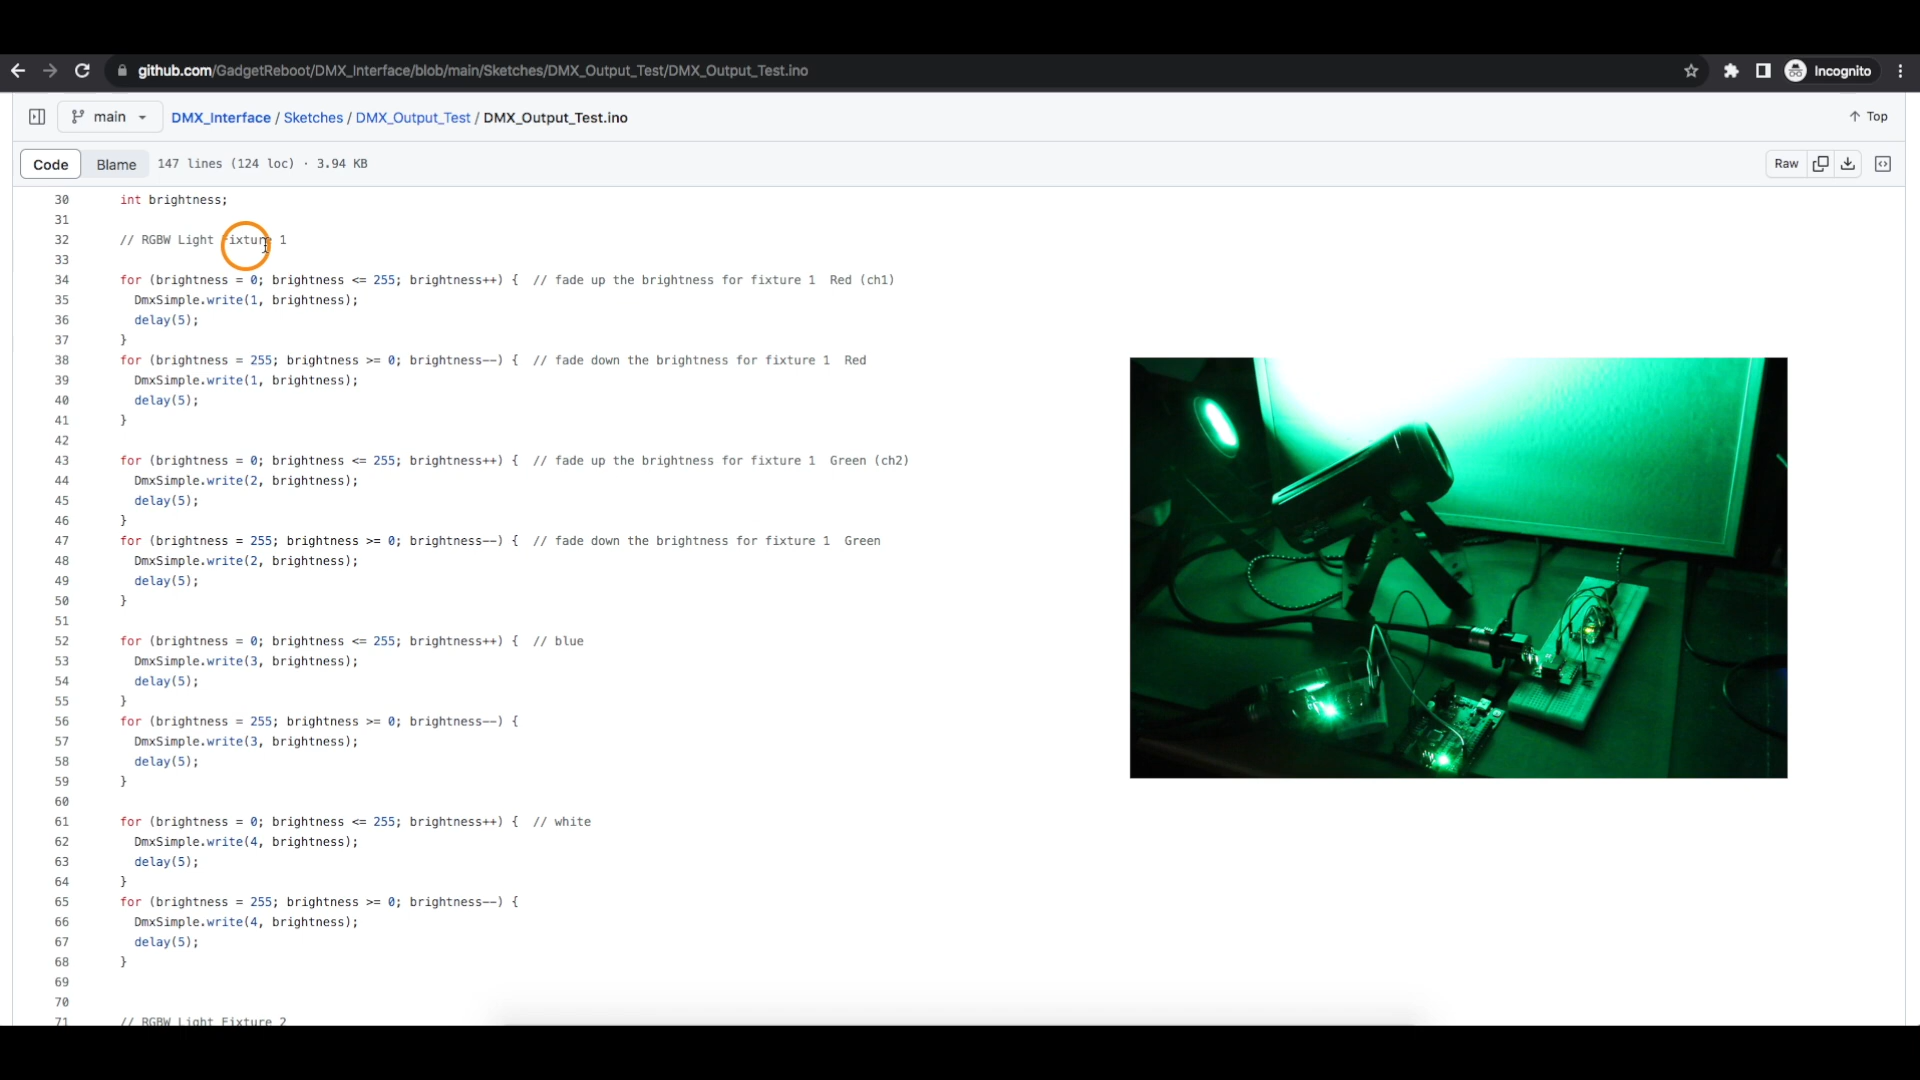 github.com/GadgetReboot/DMX_Interface/blob/main/Sketches/DMX_Output_Test/DMX_Output_Test.ino
Incognito
main
DMX_Interface / Sketches / DMX_Output_Test / DMX_Output_Test.ino
Top
Code
Blame
147 lines (124 loc) · 3.94 KB
Raw
30 int brightness;
31
32 // RGBW Light Fixture 1
33
34 for (brightness = 0; brightness <= 255; brightness++) { // fade up the brightness for fixture 1 Red (ch1)
35 DmxSimple.write(1, brightness);
36 delay(5);
37 }
38 for (brightness = 255; brightness >= 0; brightness--) { // fade down the brightness for fixture 1 Red
39 DmxSimple.write(1, brightness);
40 delay(5);
41 }
42
43 for (brightness = 0; brightness <= 255; brightness++) { // fade up the brightness for fixture 1 Green (ch2)
44 DmxSimple.write(2, brightness);
45 delay(5);
46 }
47 for (brightness = 255; brightness >= 0; brightness--) { // fade down the brightness for fixture 1 Green
48 DmxSimple.write(2, brightness);
49 delay(5);
50 }
51
52 for (brightness = 0; brightness <= 255; brightness++) { // blue
53 DmxSimple.write(3, brightness);
54 delay(5);
55 }
56 for (brightness = 255; brightness >= 0; brightness--) {
57 DmxSimple.write(3, brightness);
58 delay(5);
59 }
60
61 for (brightness = 0; brightness <= 255; brightness++) { // white
62 DmxSimple.write(4, brightness);
63 delay(5);
64 }
65 for (brightness = 255; brightness >= 0; brightness--) {
66 DmxSimple.write(4, brightness);
67 delay(5);
68 }
69
70
71 // RGBW Light Fixture 2